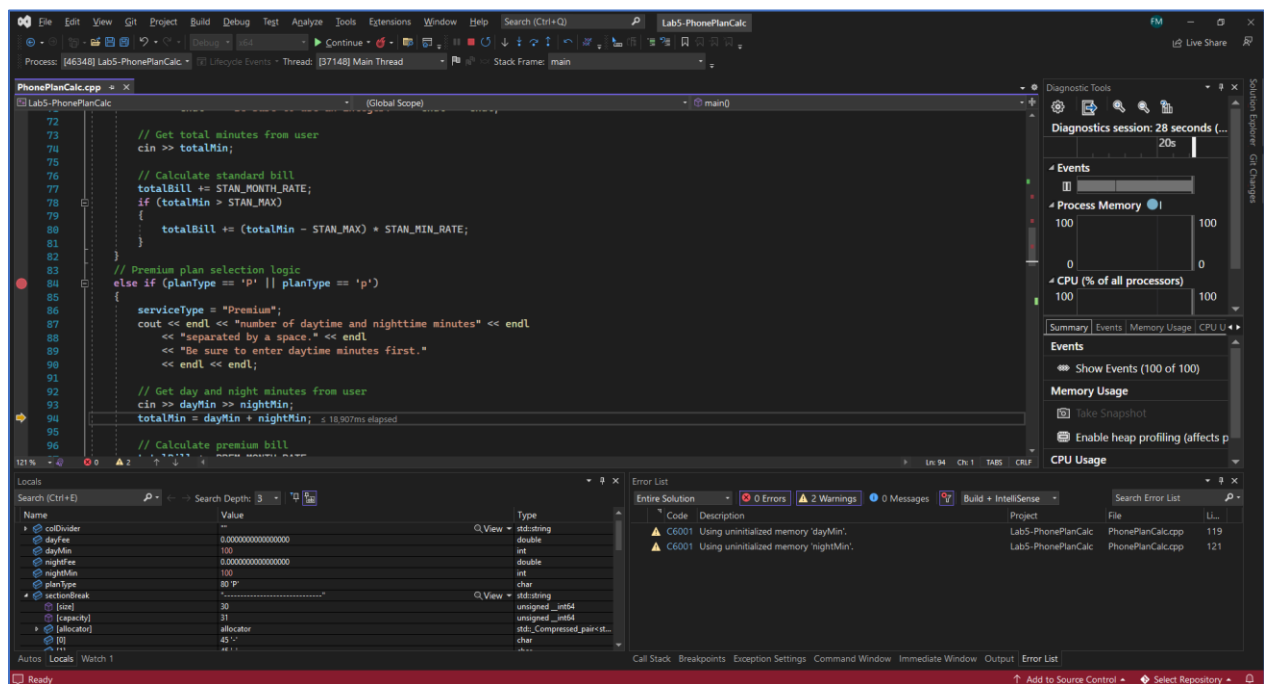 File Edit View Git Project Build Debug Test Analyze Tools Extensions Window Help Search (Ctrl+Q) Lab5-PhonePlanCalc FM
Debug x64 Continue Live Share
Process: [46348] Lab5-PhonePlanCalc Lifecycle Events Thread: [37148] Main Thread Stack Frame: main
PhonePlanCalc.cpp
Lab5-PhonePlanCalc (Global Scope) main()
72
73 // Get total minutes from user
74 cin >> totalMin;
75
76 // Calculate standard bill
77 totalBill += STAN_MONTH_RATE;
78 if (totalMin > STAN_MAX)
79 {
80 totalBill += (totalMin - STAN_MAX) * STAN_MIN_RATE;
81 }
82 }
83 // Premium plan selection logic
84 else if (planType == 'P' || planType == 'p')
85 {
86 serviceType = "Premium";
87 cout << endl << "number of daytime and nighttime minutes" << endl
88 << "separated by a space." << endl
89 << "Be sure to enter daytime minutes first."
90 << endl << endl;
91
92 // Get day and night minutes from user
93 cin >> dayMin >> nightMin;
94 totalMin = dayMin + nightMin; ≤ 18,907ms elapsed
95
96 // Calculate premium bill
121 % 0 2 Ln: 94 Ch: 1 TABS CRLF
Diagnostic Tools
Diagnostics session: 28 seconds (...
20s
Events
Process Memory
100 100
0 0
CPU (% of all processors)
100 100
Summary Events Memory Usage CPU U
Events
Show Events (100 of 100)
Memory Usage
Take Snapshot
Enable heap profiling (affects p
CPU Usage
Solution Explorer
Git Changes
Locals
Search (Ctrl+E) Search Depth: 3
Name Value Type
colDivider "" View std::string
dayFee 0.0000000000000000 double
dayMin 100 int
nightFee 0.0000000000000000 double
nightMin 100 int
planType 80 'P' char
sectionBreak "------------------------------" View std::string
[size] 30 unsigned __int64
[capacity] 31 unsigned __int64
[allocator] allocator std::_Compressed_pair<st...
[0] 45 '-' char
Autos Locals Watch 1
Error List
Entire Solution 0 Errors 2 Warnings 0 Messages Build + IntelliSense Search Error List
Code Description Project File Li...
C6001 Using uninitialized memory 'dayMin'. Lab5-PhonePlanCalc PhonePlanCalc.cpp 119
C6001 Using uninitialized memory 'nightMin'. Lab5-PhonePlanCalc PhonePlanCalc.cpp 121
Call Stack Breakpoints Exception Settings Command Window Immediate Window Output Error List
Ready Add to Source Control Select Repository